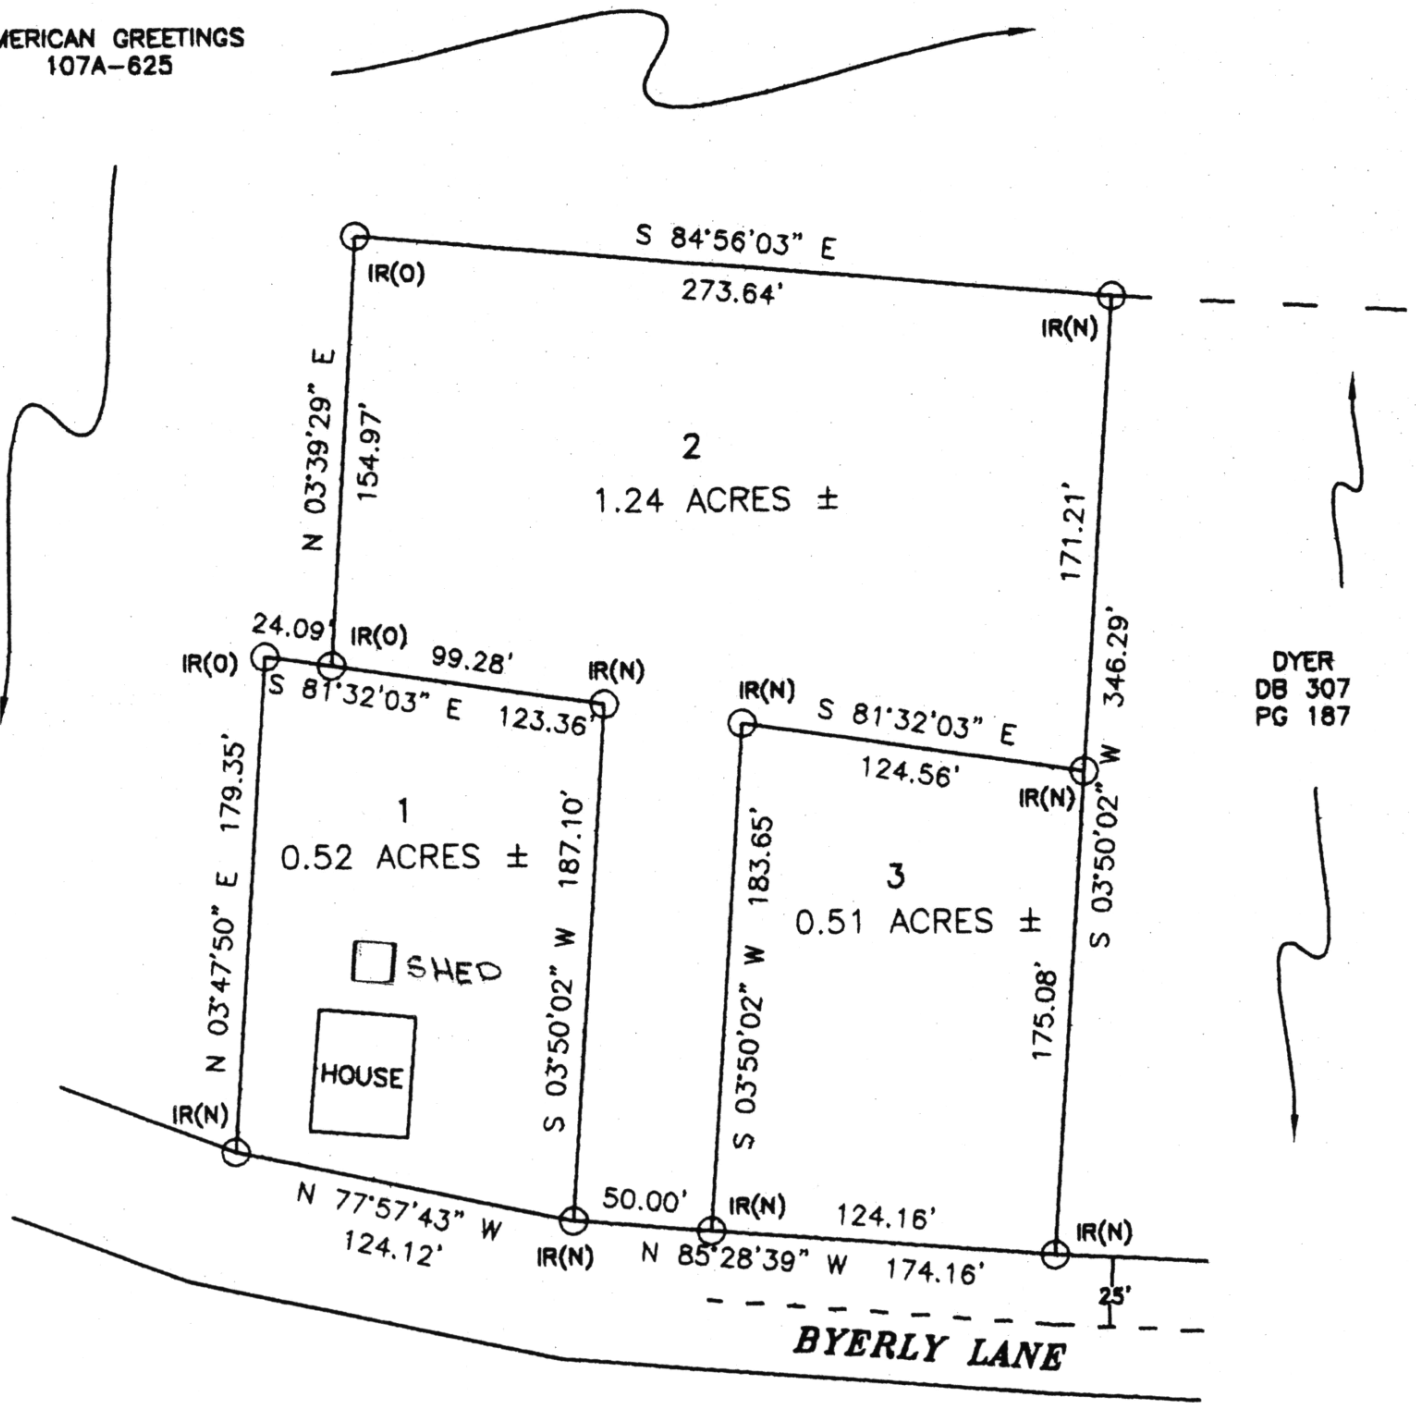 MERICAN GREETINGS
107A-625
S 84°56'03" E
273.64'
IR(O)
IR(N)
N 03°39'29" E
154.97'
2
1.24 ACRES ±
171.21'
346.29'
S 03°50'02" W
24.09'
IR(O)
IR(O)
99.28'
IR(N)
S 81°32'03" E
123.36'
IR(N)
S 81°32'03" E
124.56'
IR(N)
DYER
DB 307
PG 187
N 03°47'50" E 179.35'
1
0.52 ACRES ±
S 03°50'02" W 187.10'
S 03°50'02" W 183.65'
3
0.51 ACRES ±
175.08'
SHED
HOUSE
IR(N)
N 77°57'43" W
124.12'
50.00'
IR(N)
IR(N)
124.16'
IR(N)
N 85°28'39" W 174.16'
25'
BYERLY LANE